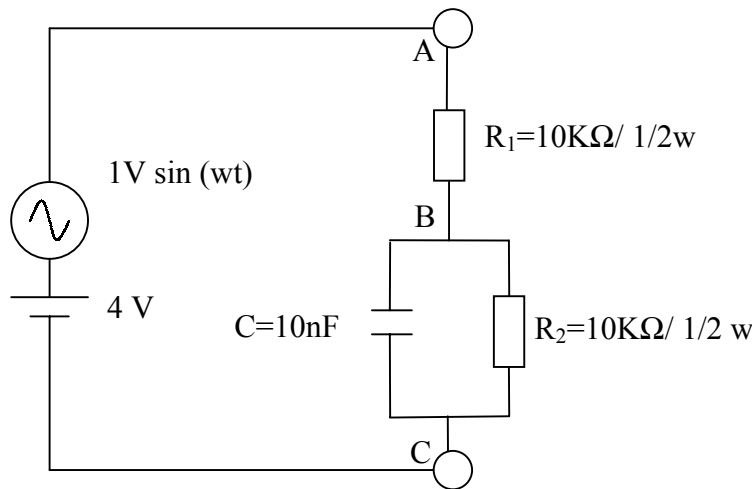 A
R₁=10KΩ/ 1/2w
1V sin (wt)
B
4 V
C=10nF
R₂=10KΩ/ 1/2 w
C